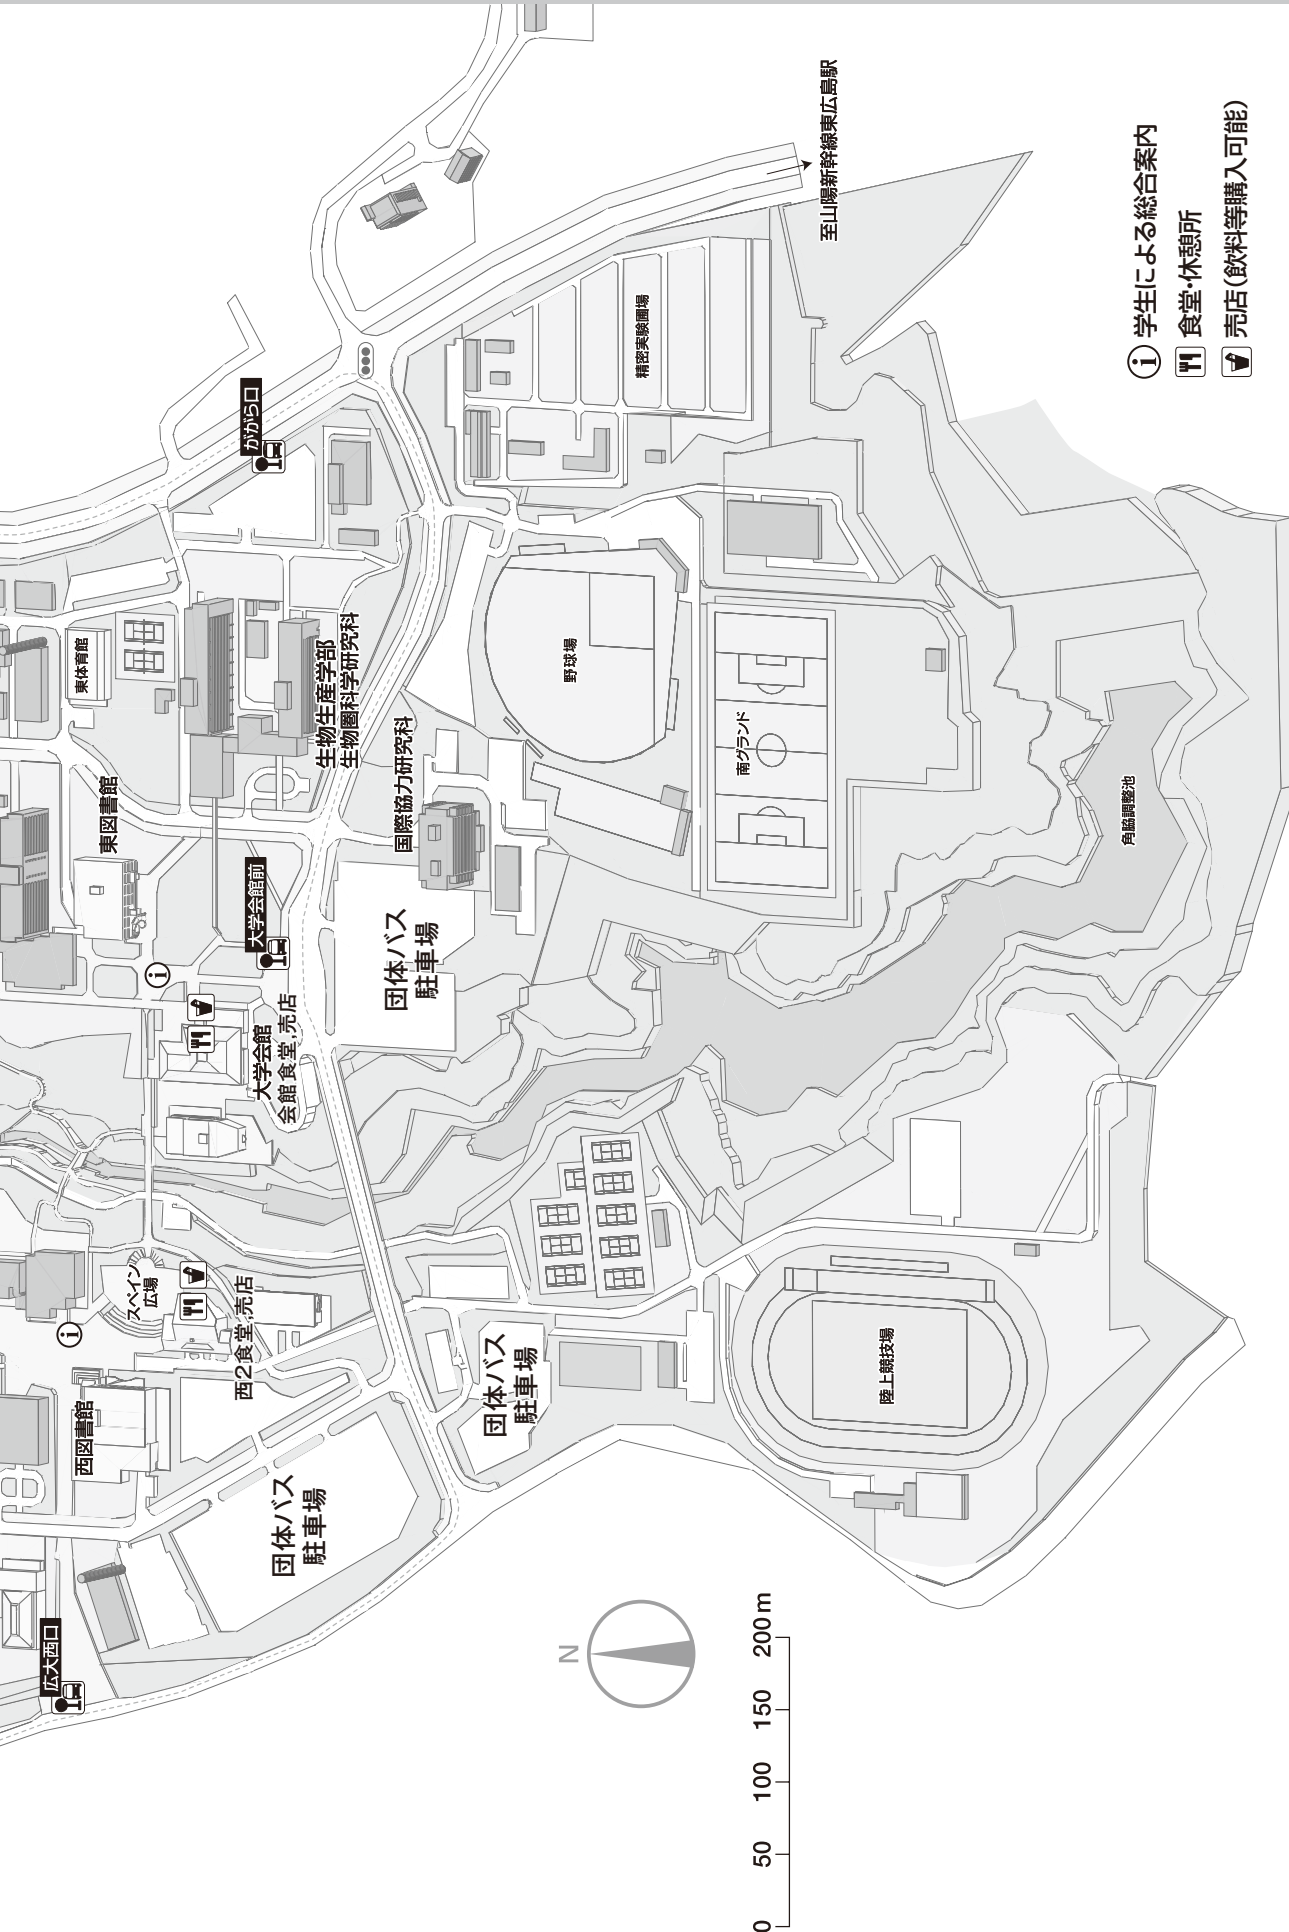 広大西口
西図書館
団体バス
駐車場
スペイン
広場
西2食堂,売店
団体バス
駐車場
陸上競技場
大学会館
会館食堂,売店
大学会館前
東図書館
団体バス
駐車場
国際協力研究科
東体育館
生物生産学部
生物圏科学研究科
野球場
南グランド
角脇調整池
ががら口
精密実験圃場
至山陽新幹線東広島駅
i 学生による総合案内
食堂・休憩所
売店(飲料等購入可能)
i
i
N
0 50 100 150 200m